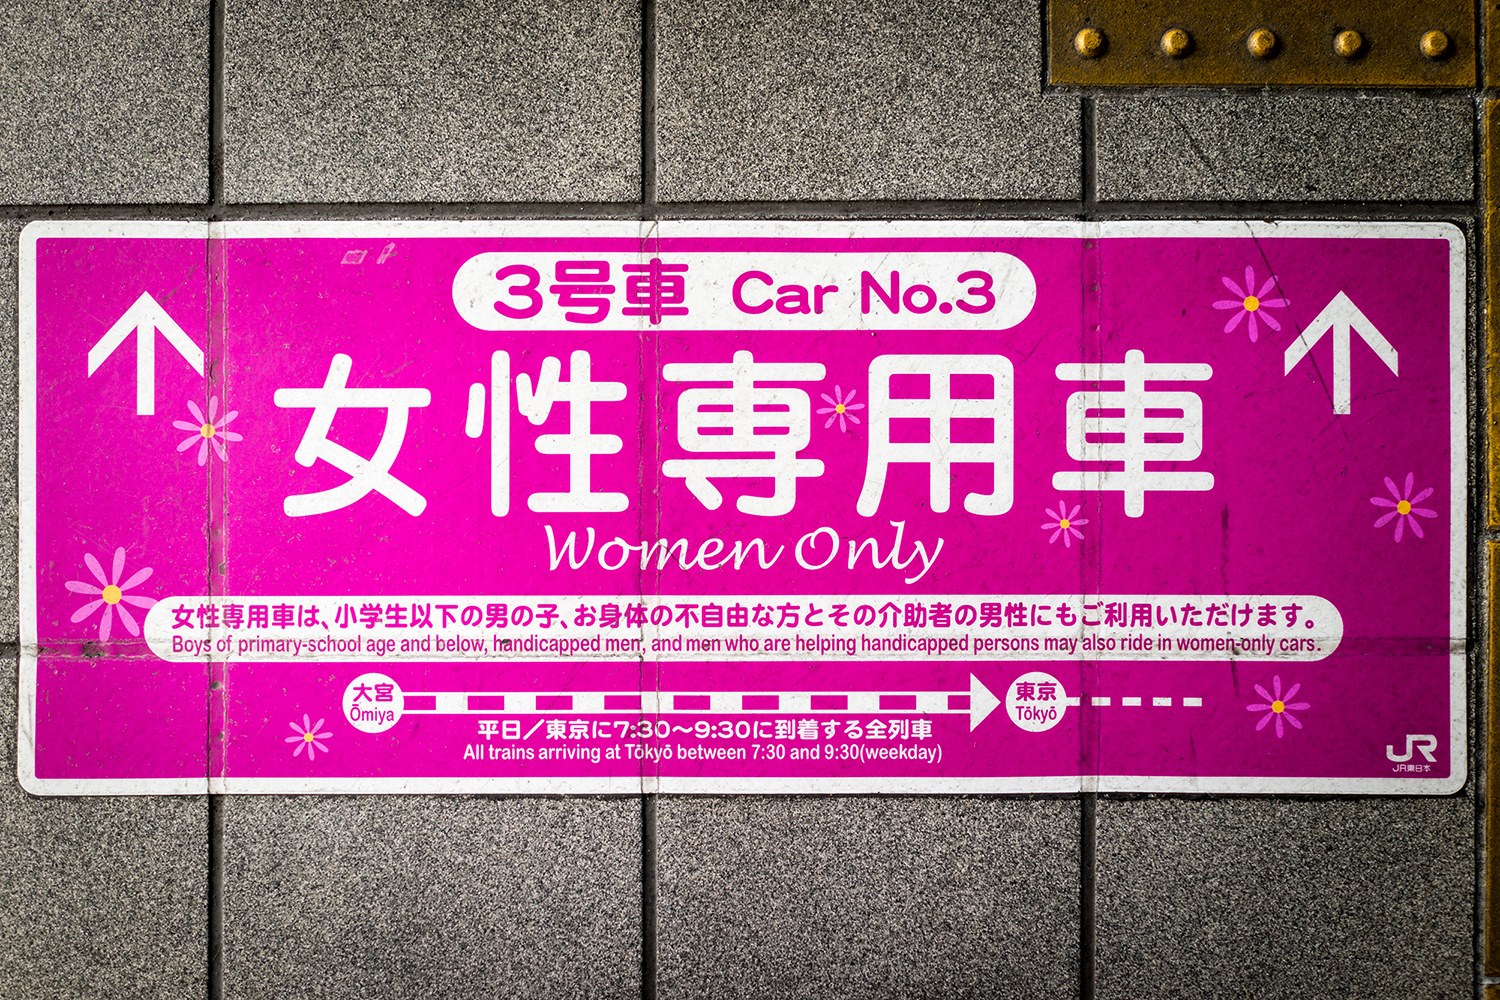 3号車 Car No.3
女性専用車
Women Only
女性専用車は、小学生以下の男の子、お身体の不自由な方とその介助者の男性にもご利用いただけます。
Boys of primary-school age and below, handicapped men, and men who are helping handicapped persons may also ride in women-only cars.
大宮 東京
Ōmiya Tōkyō
平日／東京に7:30〜9:30に到着する全列車
All trains arriving at Tōkyō between 7:30 and 9:30(weekday)
JR
JR東日本